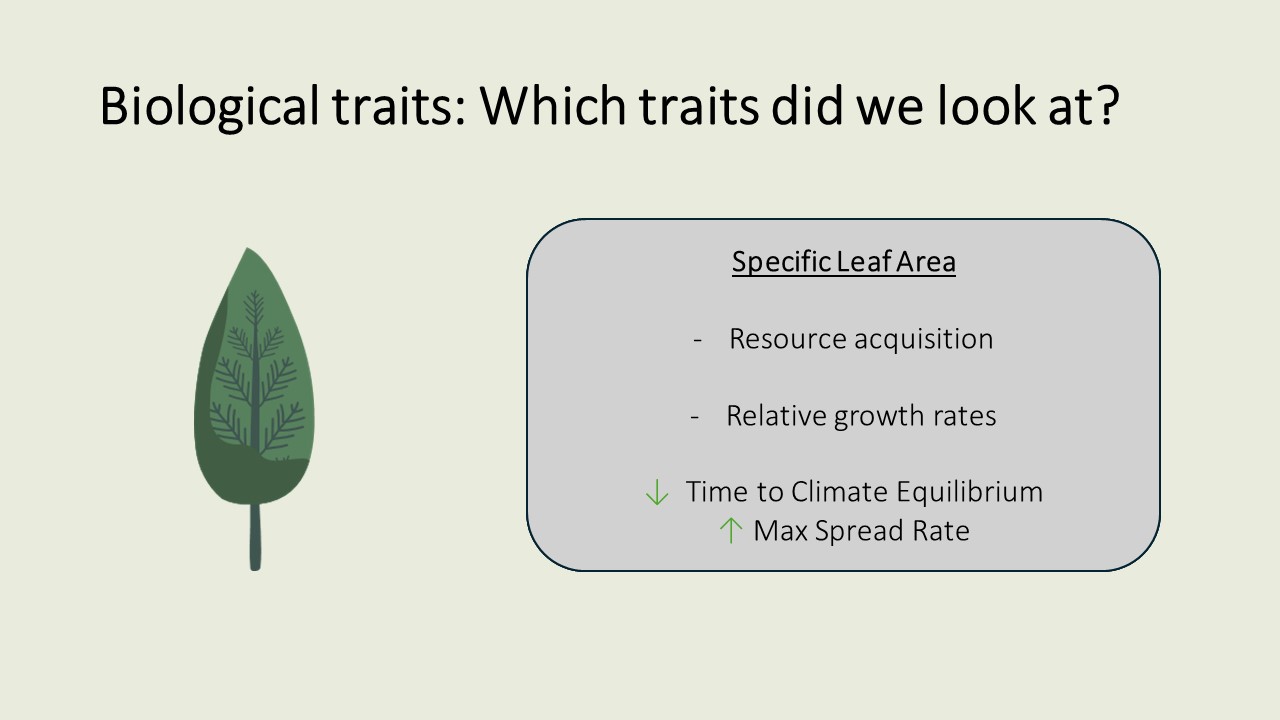 Biological traits: Which traits did we look at?
Specific Leaf Area
- Resource acquisition
- Relative growth rates
↓ Time to Climate Equilibrium
↑ Max Spread Rate